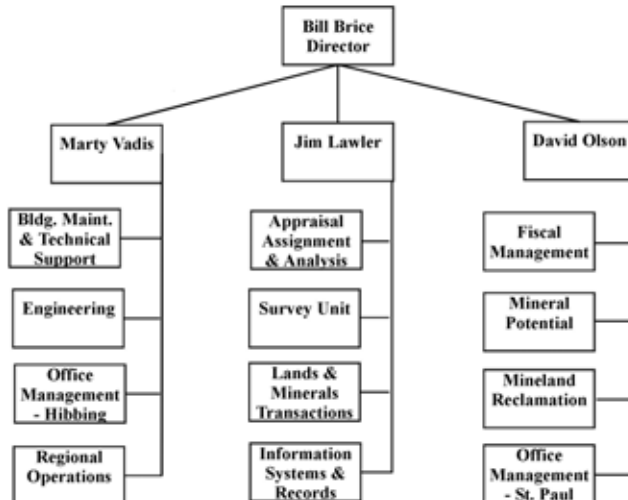 Bill Brice
Director
Marty Vadis
Jim Lawler
David Olson
Bldg. Maint.
& Technical
Support
Engineering
Office
Management
- Hibbing
Regional
Operations
Appraisal
Assignment
& Analysis
Survey Unit
Lands &
Minerals
Transactions
Information
Systems &
Records
Fiscal
Management
Mineral
Potential
Mineland
Reclamation
Office
Management
- St. Paul